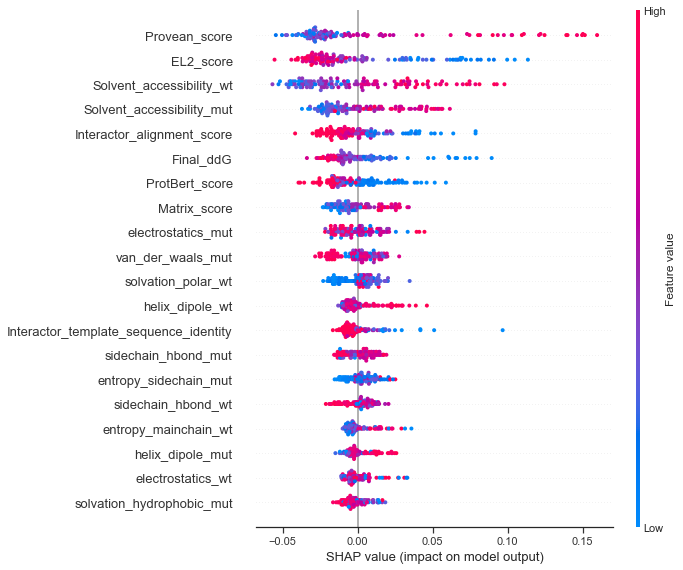 High
Provean_score
EL2_score
Solvent_accessibility_wt
Solvent_accessibility_mut
Interactor_alignment_score
Final_ddG
ProtBert_score
Matrix_score
electrostatics_mut
van_der_waals_mut
solvation_polar_wt
helix_dipole_wt
Interactor_template_sequence_identity
sidechain_hbond_mut
entropy_sidechain_mut
sidechain_hbond_wt
entropy_mainchain_wt
helix_dipole_mut
electrostatics_wt
solvation_hydrophobic_mut
Feature value
Low
−0.05 0.00 0.05 0.10 0.15
SHAP value (impact on model output)